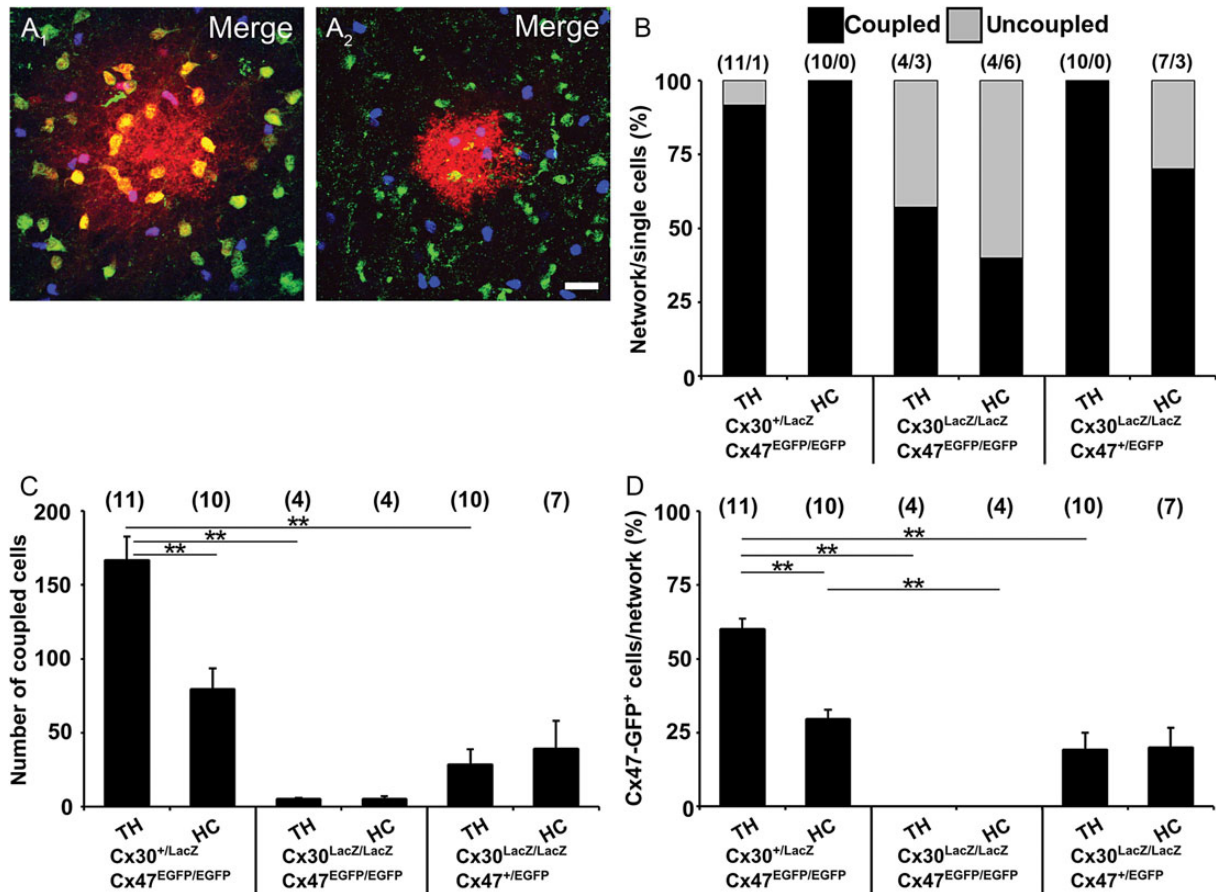 A1 Merge
A2 Merge
B
Coupled Uncoupled
(11/1) (10/0) (4/3) (4/6) (10/0) (7/3)
Network/single cells (%)
100
75
50
25
0
TH HC TH HC TH HC
Cx30+/LacZ Cx30LacZ/LacZ Cx30LacZ/LacZ
Cx47EGFP/EGFP Cx47EGFP/EGFP Cx47+/EGFP
C
(11) (10) (4) (4) (10) (7)
Number of coupled cells
200
150
100
50
0
**
**
**
TH HC TH HC TH HC
Cx30+/LacZ Cx30LacZ/LacZ Cx30LacZ/LacZ
Cx47EGFP/EGFP Cx47EGFP/EGFP Cx47+/EGFP
D
(11) (10) (4) (4) (10) (7)
Cx47-GFP+ cells/network (%)
100
75
50
25
0
**
**
**
**
TH HC TH HC TH HC
Cx30+/LacZ Cx30LacZ/LacZ Cx30LacZ/LacZ
Cx47EGFP/EGFP Cx47EGFP/EGFP Cx47+/EGFP